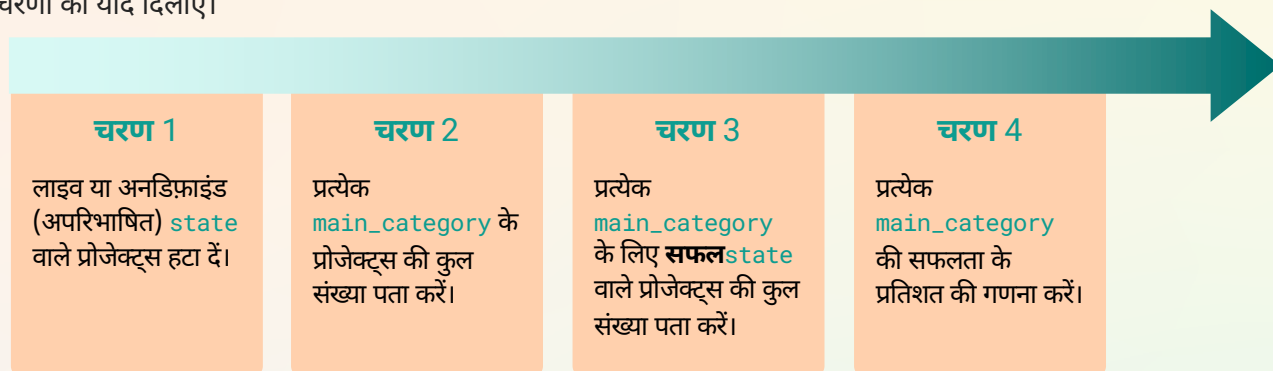 चरणों को याद दिलाएं।
चरण 1
लाइव या अनडिफ़ाइंड
(अपरिभाषित) state
वाले प्रोजेक्ट्स हटा दें।
चरण 2
प्रत्येक
main_category के
प्रोजेक्ट्स की कुल
संख्या पता करें।
चरण 3
प्रत्येक
main_category
के लिए सफलstate
वाले प्रोजेक्ट्स की कुल
संख्या पता करें।
चरण 4
प्रत्येक
main_category
की सफलता के
प्रतिशत की गणना करें।